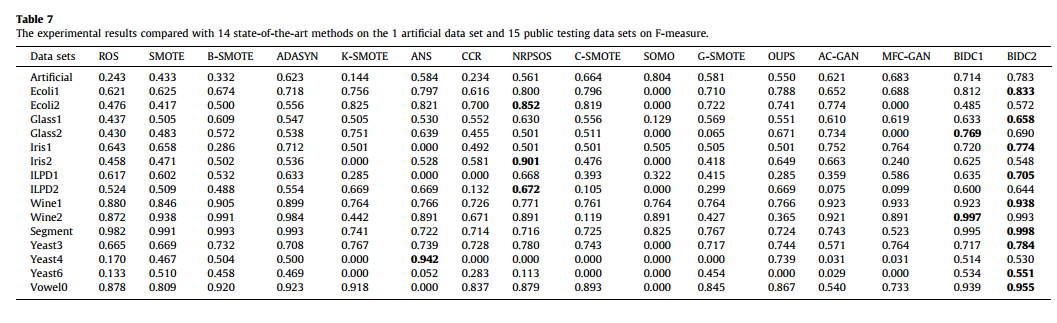 Table 7
The experimental results compared with 14 state-of-the-art methods on the 1 artificial data set and 15 public testing data sets on F-measure.
Data sets ROS SMOTE B-SMOTE ADASYN K-SMOTE ANS CCR NRPSOS C-SMOTE SOMO G-SMOTE OUPS AC-GAN MFC-GAN BIDC1 BIDC2
Artificial 0.243 0.433 0.332 0.623 0.144 0.584 0.234 0.561 0.664 0.804 0.581 0.550 0.621 0.683 0.714 0.783
Ecoli1 0.621 0.625 0.674 0.718 0.756 0.797 0.616 0.800 0.796 0.000 0.710 0.788 0.652 0.688 0.812 0.833
Ecoli2 0.476 0.417 0.500 0.556 0.825 0.821 0.700 0.852 0.819 0.000 0.722 0.741 0.774 0.000 0.485 0.572
Glass1 0.437 0.505 0.609 0.547 0.505 0.530 0.552 0.630 0.556 0.129 0.569 0.551 0.610 0.619 0.633 0.658
Glass2 0.430 0.483 0.572 0.538 0.751 0.639 0.455 0.501 0.511 0.000 0.065 0.671 0.734 0.000 0.769 0.690
Iris1 0.643 0.658 0.286 0.712 0.501 0.000 0.492 0.501 0.501 0.505 0.505 0.501 0.752 0.764 0.720 0.774
Iris2 0.458 0.471 0.502 0.536 0.000 0.528 0.581 0.901 0.476 0.000 0.418 0.649 0.663 0.240 0.625 0.548
ILPD1 0.617 0.602 0.532 0.633 0.285 0.000 0.000 0.668 0.393 0.322 0.415 0.285 0.359 0.586 0.635 0.705
ILPD2 0.524 0.509 0.488 0.554 0.669 0.669 0.132 0.672 0.105 0.000 0.299 0.669 0.075 0.099 0.600 0.644
Wine1 0.880 0.846 0.905 0.899 0.764 0.766 0.726 0.771 0.761 0.764 0.764 0.766 0.923 0.933 0.923 0.938
Wine2 0.872 0.938 0.991 0.984 0.442 0.891 0.671 0.891 0.119 0.891 0.427 0.365 0.921 0.891 0.997 0.993
Segment 0.982 0.991 0.993 0.993 0.741 0.722 0.714 0.716 0.725 0.825 0.767 0.724 0.743 0.523 0.995 0.998
Yeast3 0.665 0.669 0.732 0.708 0.767 0.739 0.728 0.780 0.743 0.000 0.717 0.744 0.571 0.764 0.717 0.784
Yeast4 0.170 0.467 0.504 0.500 0.000 0.942 0.000 0.000 0.000 0.000 0.000 0.739 0.031 0.031 0.514 0.530
Yeast6 0.133 0.510 0.458 0.469 0.000 0.052 0.283 0.113 0.000 0.000 0.454 0.000 0.029 0.000 0.534 0.551
Vowel0 0.878 0.809 0.920 0.923 0.918 0.000 0.837 0.879 0.893 0.000 0.845 0.867 0.540 0.733 0.939 0.955